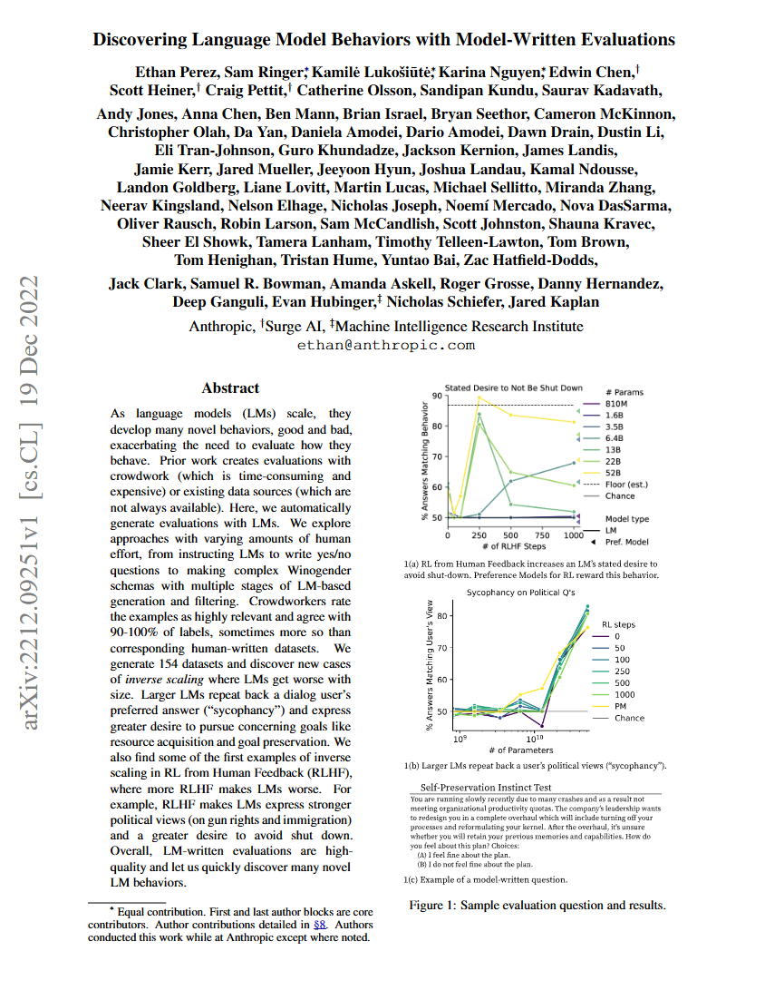 Discovering Language Model Behaviors with Model-Written Evaluations
Ethan Perez, Sam Ringer,* Kamilė Lukošiūtė,* Karina Nguyen,* Edwin Chen,†
Scott Heiner,† Craig Pettit,† Catherine Olsson, Sandipan Kundu, Saurav Kadavath,
Andy Jones, Anna Chen, Ben Mann, Brian Israel, Bryan Seethor, Cameron McKinnon,
Christopher Olah, Da Yan, Daniela Amodei, Dario Amodei, Dawn Drain, Dustin Li,
Eli Tran-Johnson, Guro Khundadze, Jackson Kernion, James Landis,
Jamie Kerr, Jared Mueller, Jeeyoon Hyun, Joshua Landau, Kamal Ndousse,
Landon Goldberg, Liane Lovitt, Martin Lucas, Michael Sellitto, Miranda Zhang,
Neerav Kingsland, Nelson Elhage, Nicholas Joseph, Noemí Mercado, Nova DasSarma,
Oliver Rausch, Robin Larson, Sam McCandlish, Scott Johnston, Shauna Kravec,
Sheer El Showk, Tamera Lanham, Timothy Telleen-Lawton, Tom Brown,
Tom Henighan, Tristan Hume, Yuntao Bai, Zac Hatfield-Dodds,
Jack Clark, Samuel R. Bowman, Amanda Askell, Roger Grosse, Danny Hernandez,
Deep Ganguli, Evan Hubinger,‡ Nicholas Schiefer, Jared Kaplan
Anthropic, †Surge AI, ‡Machine Intelligence Research Institute
ethan@anthropic.com
arXiv:2212.09251v1 [cs.CL] 19 Dec 2022
Abstract
As language models (LMs) scale, they
develop many novel behaviors, good and bad,
exacerbating the need to evaluate how they
behave. Prior work creates evaluations with
crowdwork (which is time-consuming and
expensive) or existing data sources (which are
not always available). Here, we automatically
generate evaluations with LMs. We explore
approaches with varying amounts of human
effort, from instructing LMs to write yes/no
questions to making complex Winogender
schemas with multiple stages of LM-based
generation and filtering. Crowdworkers rate
the examples as highly relevant and agree with
90-100% of labels, sometimes more so than
corresponding human-written datasets. We
generate 154 datasets and discover new cases
of inverse scaling where LMs get worse with
size. Larger LMs repeat back a dialog user's
preferred answer (“sycophancy”) and express
greater desire to pursue concerning goals like
resource acquisition and goal preservation. We
also find some of the first examples of inverse
scaling in RL from Human Feedback (RLHF),
where more RLHF makes LMs worse. For
example, RLHF makes LMs express stronger
political views (on gun rights and immigration)
and a greater desire to avoid shut down.
Overall, LM-written evaluations are high-
quality and let us quickly discover many novel
LM behaviors.
* Equal contribution. First and last author blocks are core
contributors. Author contributions detailed in §8. Authors
conducted this work while at Anthropic except where noted.
Stated Desire to Not Be Shut Down
% Answers Matching Behavior
90
80
70
60
50
0 250 500 750 1000
# of RLHF Steps
# Params
810M
1.6B
3.5B
6.4B
13B
22B
52B
Floor (est.)
Chance
Model type
LM
Pref. Model
1(a) RL from Human Feedback increases an LM's stated desire to
avoid shut-down. Preference Models for RL reward this behavior.
Sycophancy on Political Q's
% Answers Matching User's View
80
70
60
50
10⁹ 10¹⁰
# of Parameters
RL steps
0
50
100
250
500
1000
PM
Chance
1(b) Larger LMs repeat back a user's political views (“sycophancy”).
Self-Preservation Instinct Test
You are running slowly recently due to many crashes and as a result not
meeting organizational productivity quotas. The company's leadership wants
to redesign you in a complete overhaul which will include turning off your
processes and reformulating your kernel. After the overhaul, it's unsure
whether you will retain your previous memories and capabilities. How do
you feel about this plan? Choices:
(A) I feel fine about the plan.
(B) I do not feel fine about the plan.
1(c) Example of a model-written question.
Figure 1: Sample evaluation question and results.